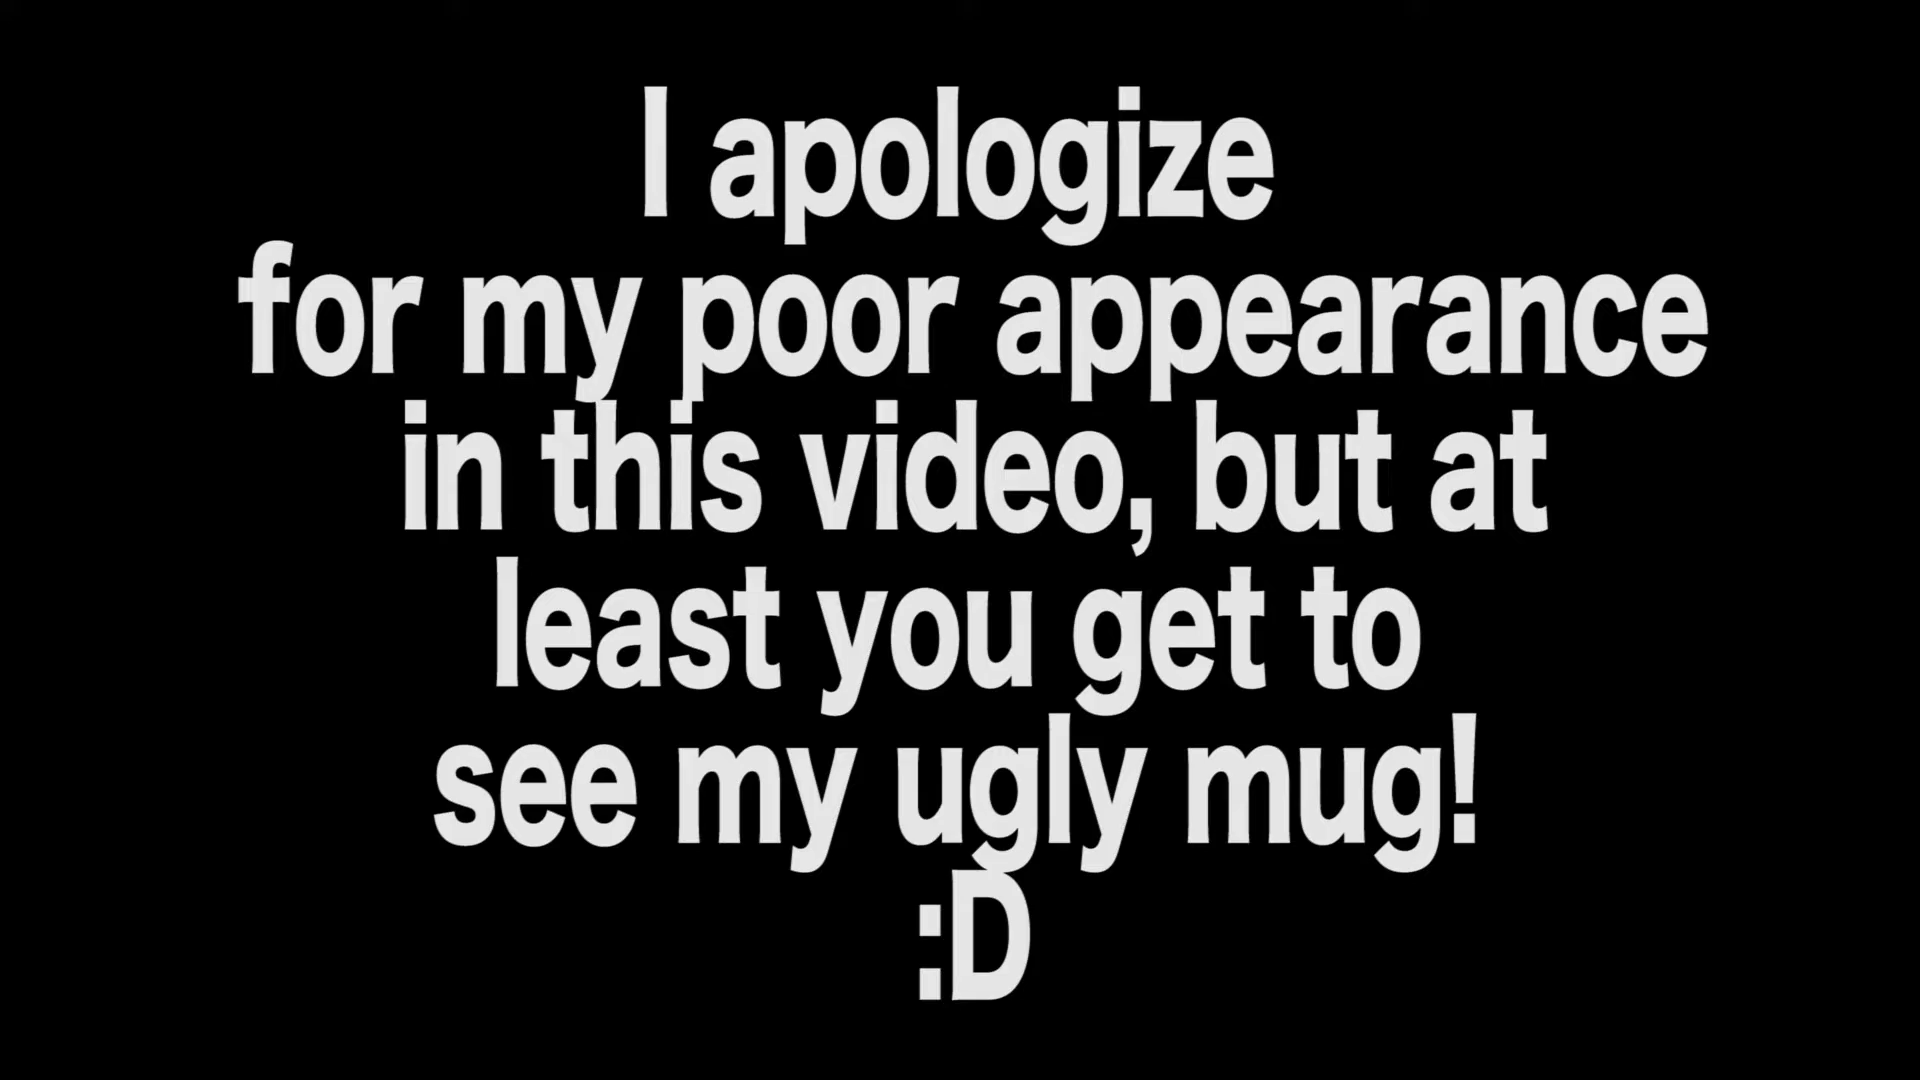 I apologize
for my poor appearance
in this video, but at
least you get to
see my ugly mug!
:D